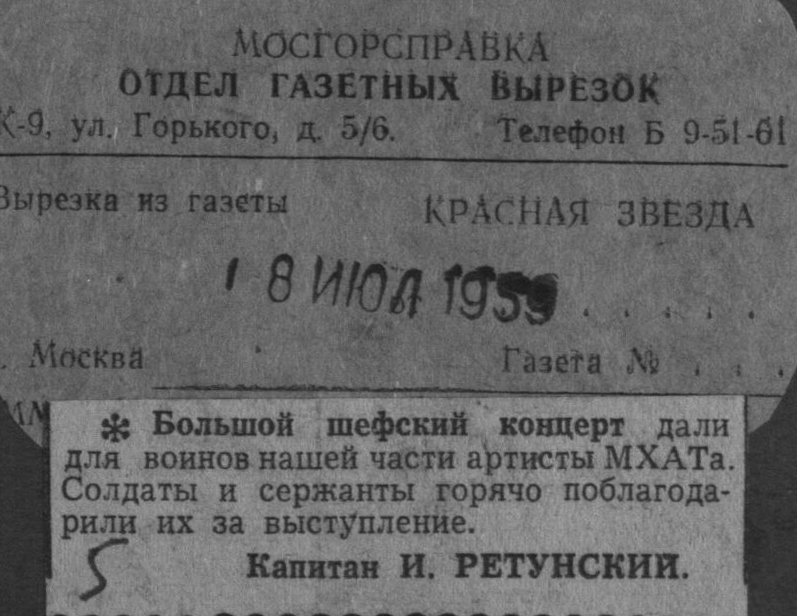 МОСГОРСПРАВКА
ОТДЕЛ ГАЗЕТНЫХ ВЫРЕЗОК
К-9, ул. Горького, д. 5/6. Телефон Б 9-51-61
Вырезка из газеты КРАСНАЯ ЗВЕЗДА
18 ИЮЛ 1959 . . . . .
. Москва Газета № . . .
✻ Большой шефский концерт дали
для воинов нашей части артисты МХАТа.
Солдаты и сержанты горячо поблагода-
рили их за выступление.
5 Капитан И. РЕТУНСКИЙ.